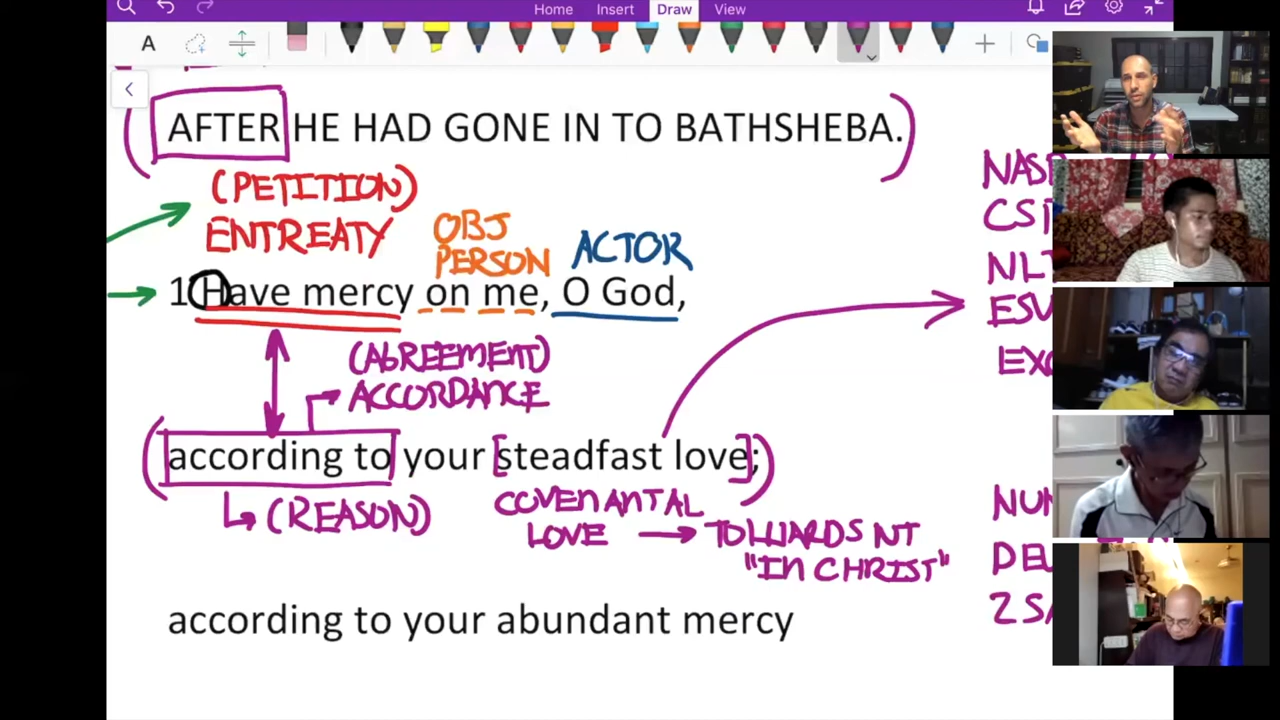 Home Insert Draw View
A
AFTER HE HAD GONE IN TO BATHSHEBA.
(PETITION)
ENTREATY
OBJ
PERSON
ACTOR
1 Have mercy on me, O God,
(AGREEMENT)
ACCORDANCE
(according to your [steadfast love];)
(REASON)
COVENANTAL
LOVE → TOWARDS NT
"IN CHRIST"
according to your abundant mercy
NLT